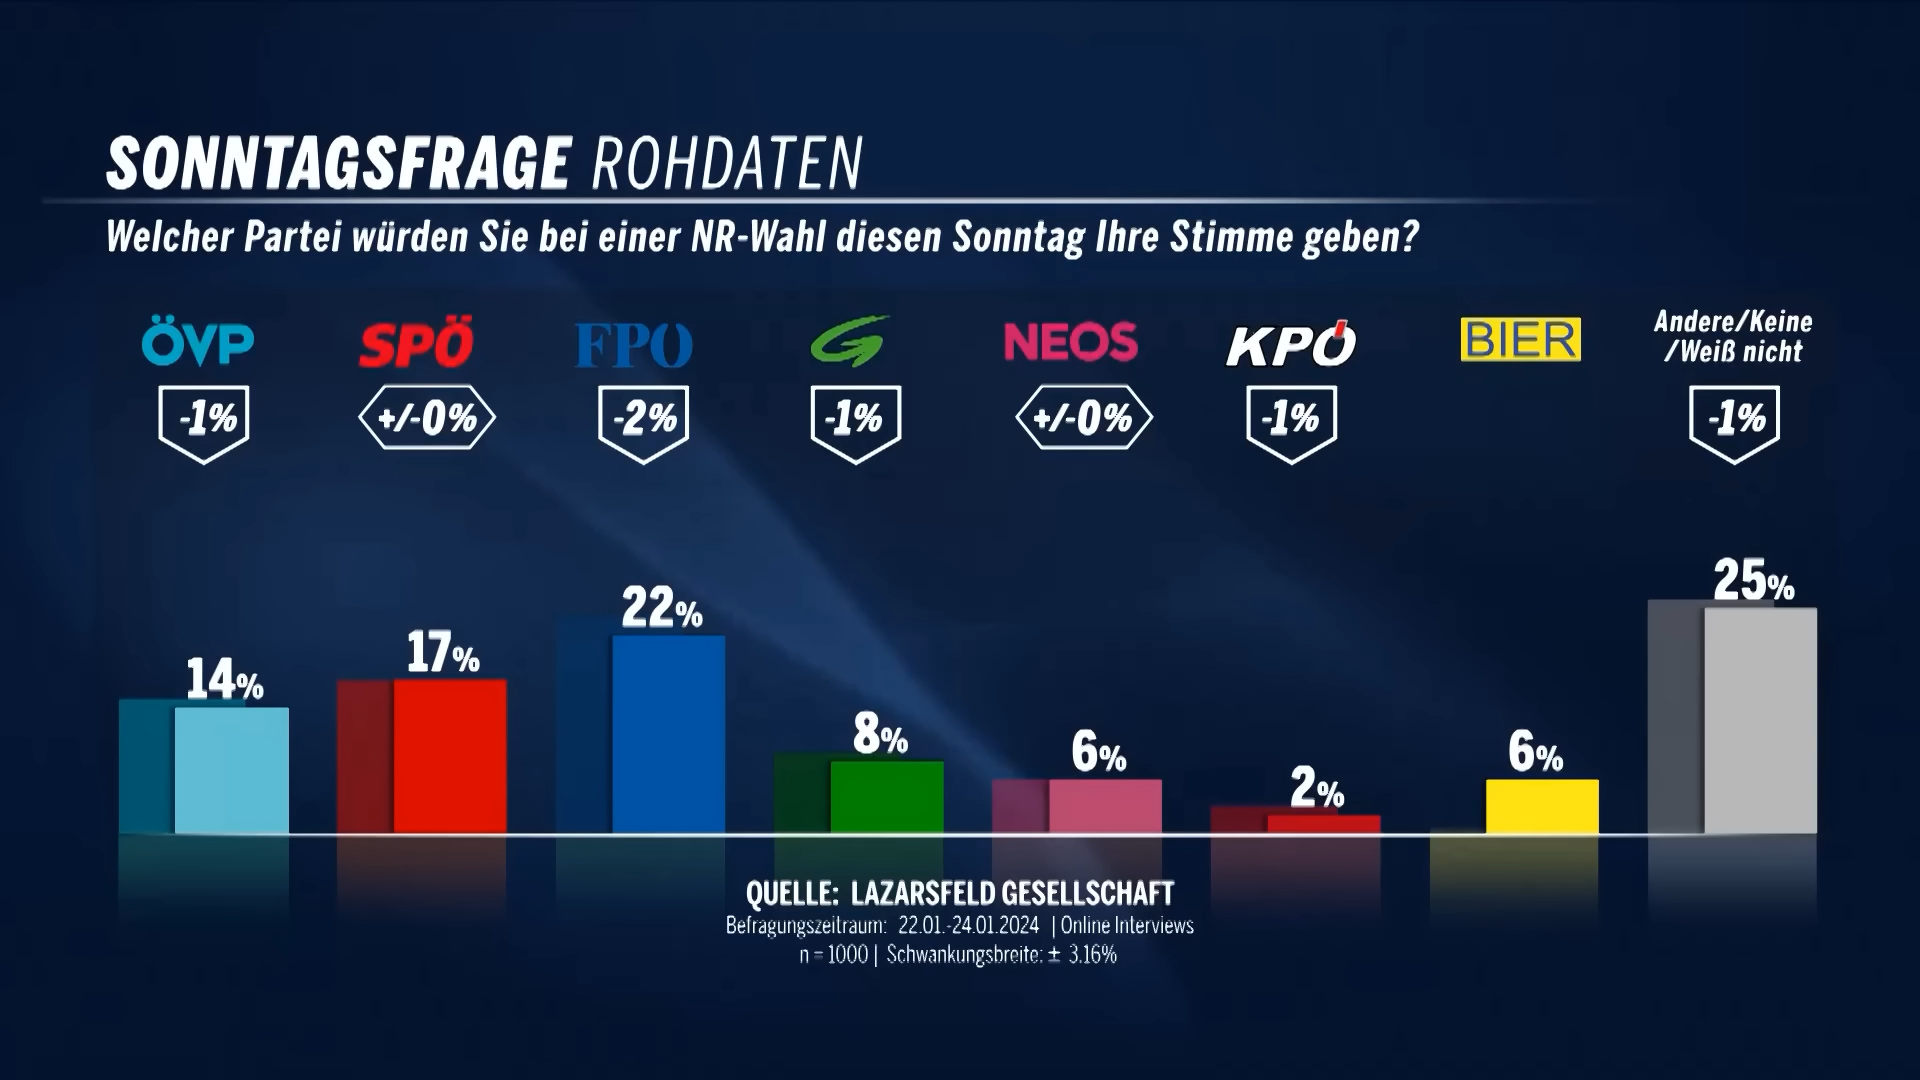 SONNTAGSFRAGE ROHDATEN
Welcher Partei würden Sie bei einer NR-Wahl diesen Sonntag Ihre Stimme geben?
ÖVP SPÖ FPÖ G NEOS KPÖ BIER Andere/Keine
/Weiß nicht
-1% +/-0% -2% -1% +/-0% -1% -1%
14% 17% 22% 8% 6% 2% 6% 25%
QUELLE: LAZARSFELD GESELLSCHAFT
Befragungszeitraum: 22.01.-24.01.2024 | Online Interviews
n = 1000 | Schwankungsbreite: ± 3.16%